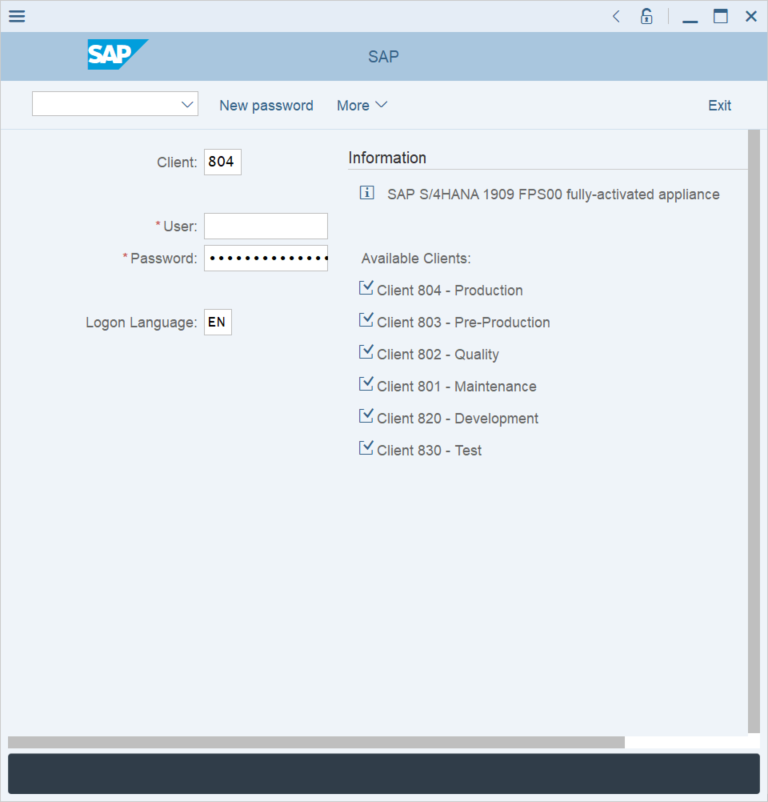 SAP
SAP
New password
More
Exit
Client: 804
* User:
* Password: ••••••••••••••
Logon Language: EN
Information
SAP S/4HANA 1909 FPS00 fully-activated appliance
Available Clients:
Client 804 - Production
Client 803 - Pre-Production
Client 802 - Quality
Client 801 - Maintenance
Client 820 - Development
Client 830 - Test